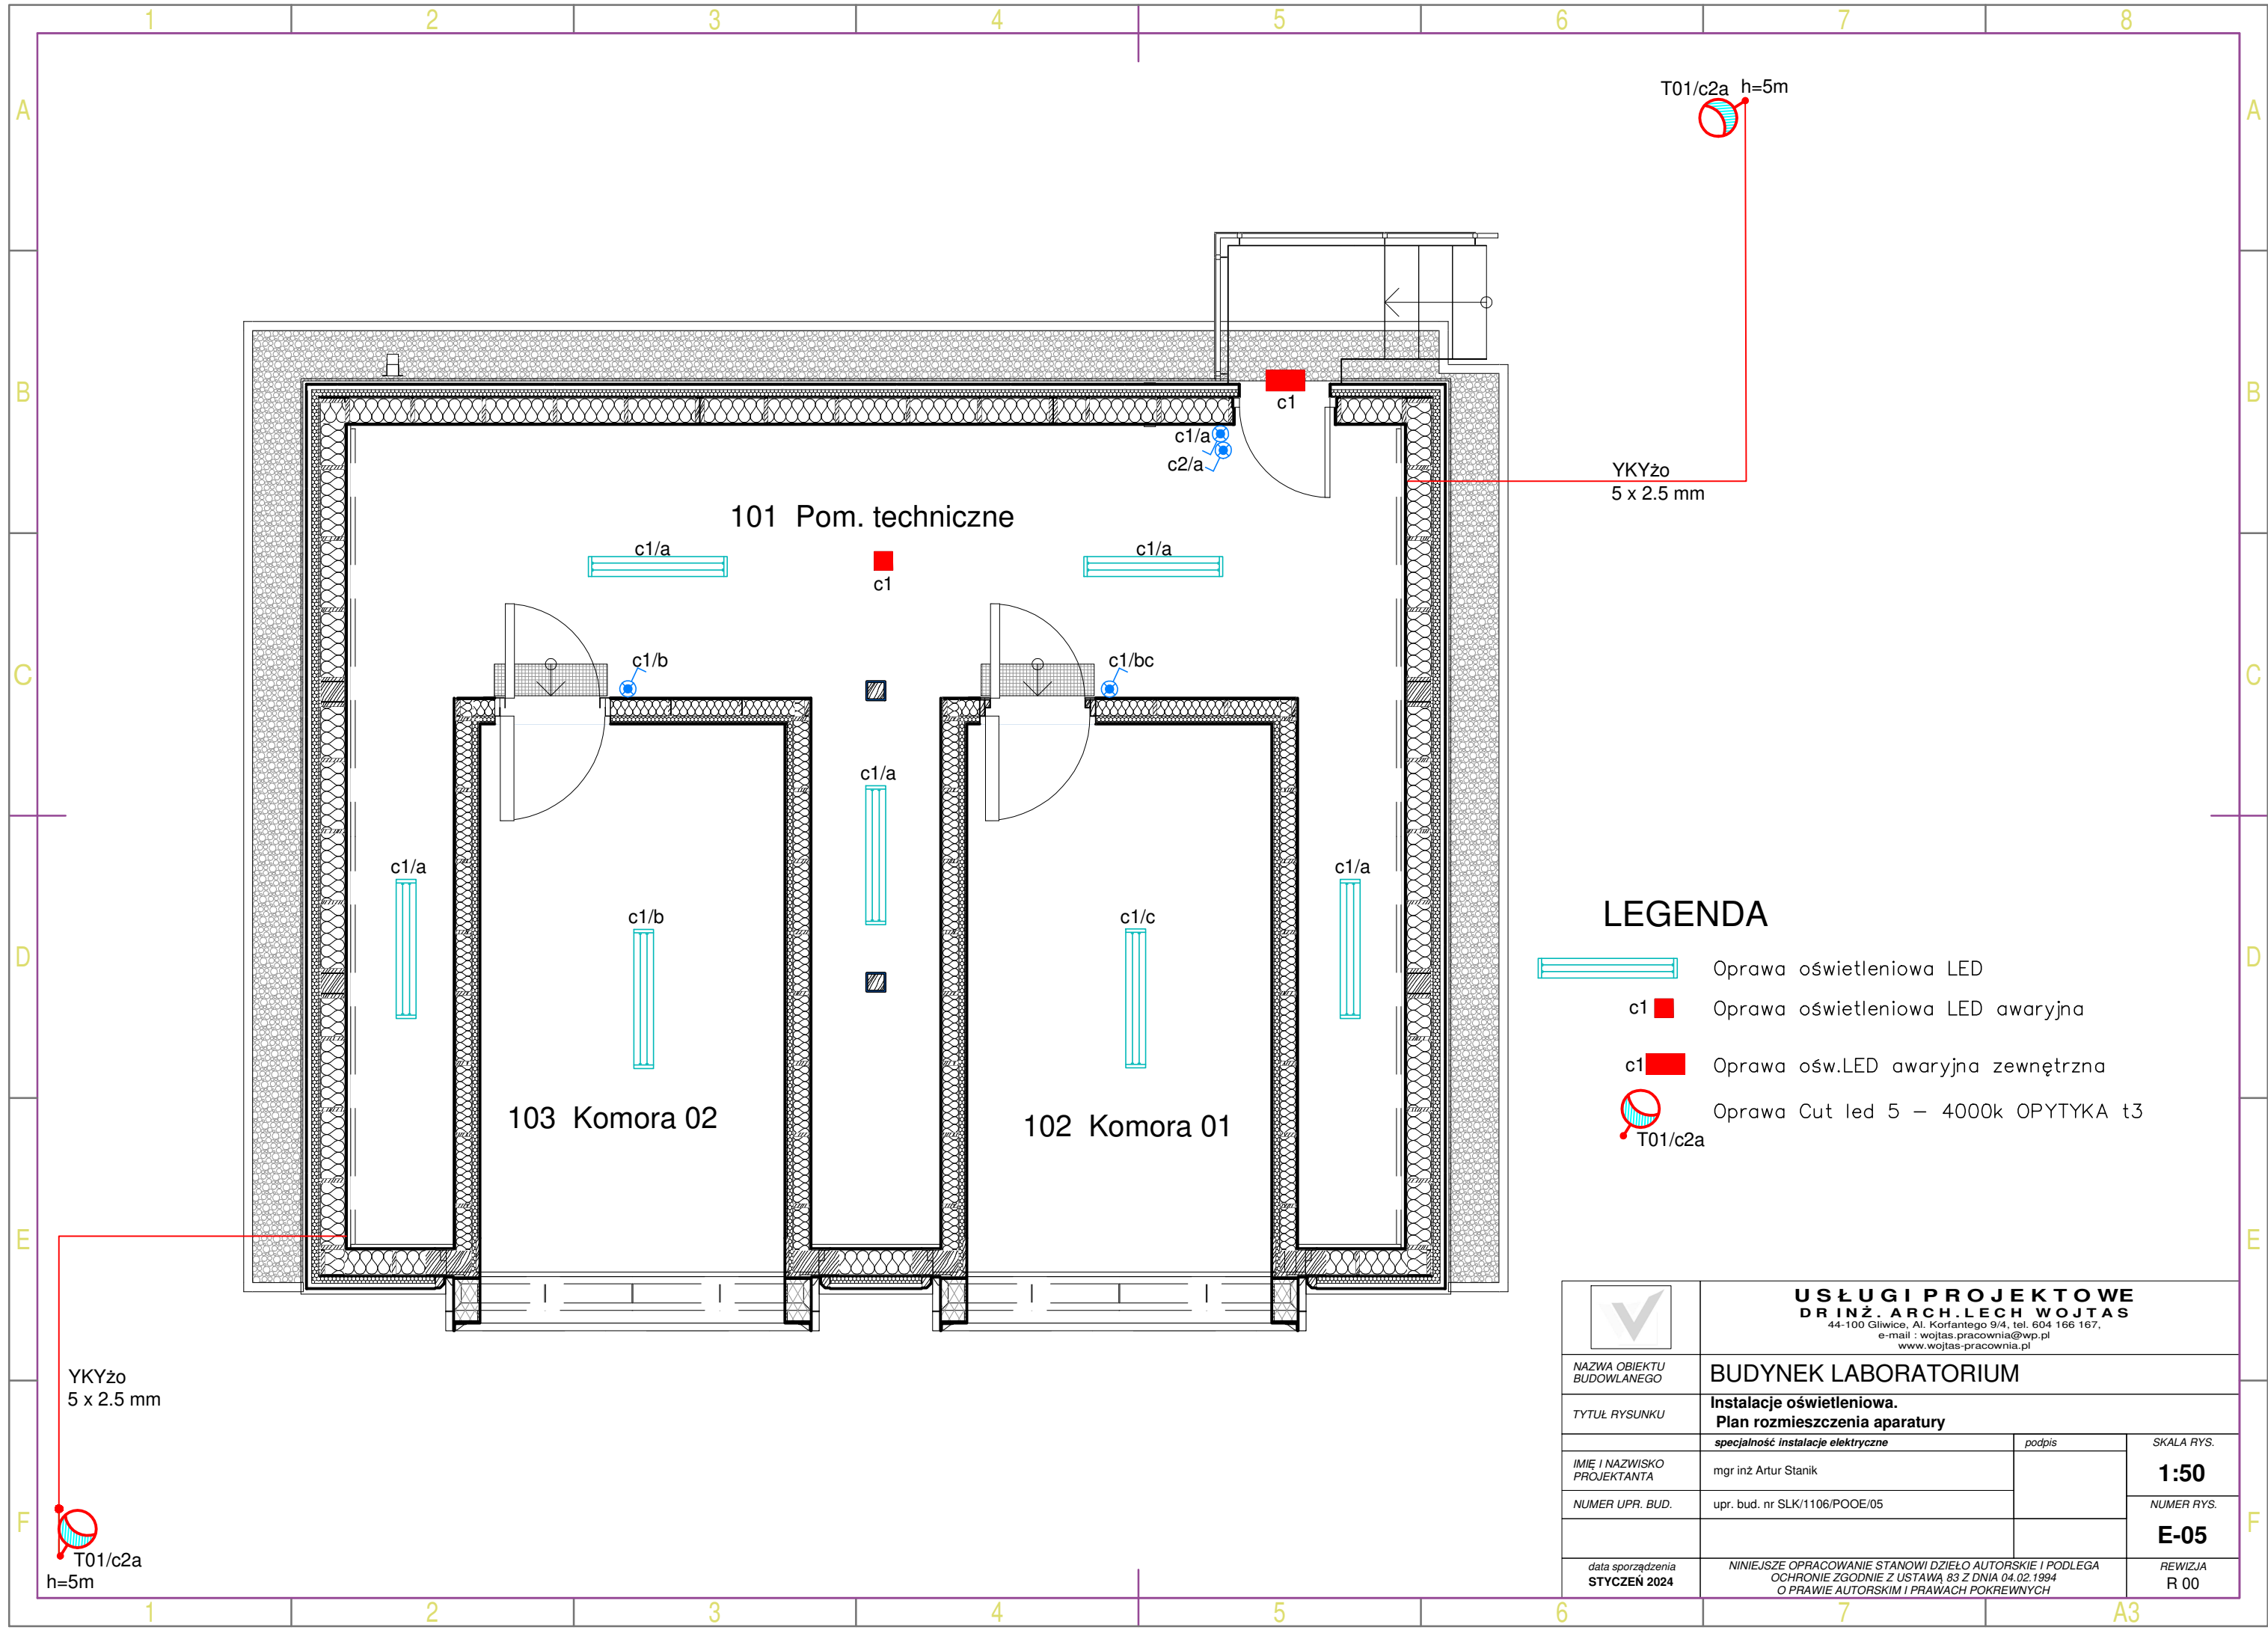 1 2 3 4 5 6 7 8
A A
T01/c2a h=5m
B B
c1
c1/a
c2/a
YKYżo
5 x 2.5 mm
101 Pom. techniczne
c1/a c1/a
c1
C C
c1/b c1/bc
c1/a
c1/a c1/a
c1/b c1/c
LEGENDA
D D
Oprawa oświetleniowa LED
c1 Oprawa oświetleniowa LED awaryjna
c1 Oprawa ośw.LED awaryjna zewnętrzna
Oprawa Cut led 5 – 4000k OPYTYKA t3
T01/c2a
103 Komora 02
102 Komora 01
E E
YKYżo
5 x 2.5 mm
F F
T01/c2a
h=5m
USŁUGI PROJEKTOWE
DR INŻ. ARCH. LECH WOJTAS
44-100 Gliwice, Al. Korfantego 9/4, tel. 604 166 167,
e-mail : wojtas.pracownia@wp.pl
www.wojtas-pracownia.pl
NAZWA OBIEKTU
BUDOWLANEGO
BUDYNEK LABORATORIUM
TYTUŁ RYSUNKU
Instalacje oświetleniowa.
Plan rozmieszczenia aparatury
specjalność instalacje elektryczne
podpis
SKALA RYS.
1:50
IMIĘ I NAZWISKO
PROJEKTANTA
mgr inż Artur Stanik
NUMER UPR. BUD.
upr. bud. nr SLK/1106/POOE/05
NUMER RYS.
E-05
data sporządzenia
STYCZEŃ 2024
NINIEJSZE OPRACOWANIE STANOWI DZIEŁO AUTORSKIE I PODLEGA
OCHRONIE ZGODNIE Z USTAWĄ 83 Z DNIA 04.02.1994
O PRAWIE AUTORSKIM I PRAWACH POKREWNYCH
REWIZJA
R 00
1 2 3 4 5 6 7 A3